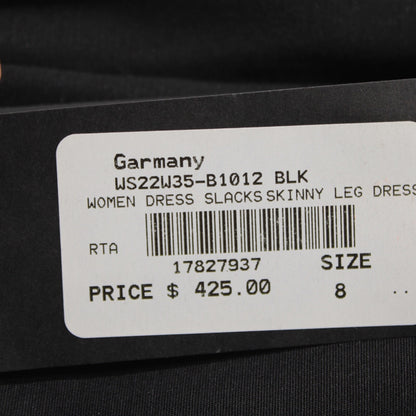 Garmany
WS22W35-B1012 BLK
WOMEN DRESS SLACKS SKINNY LEG DRESS
RTA
17827937 SIZE
PRICE $ 425.00 8 ..